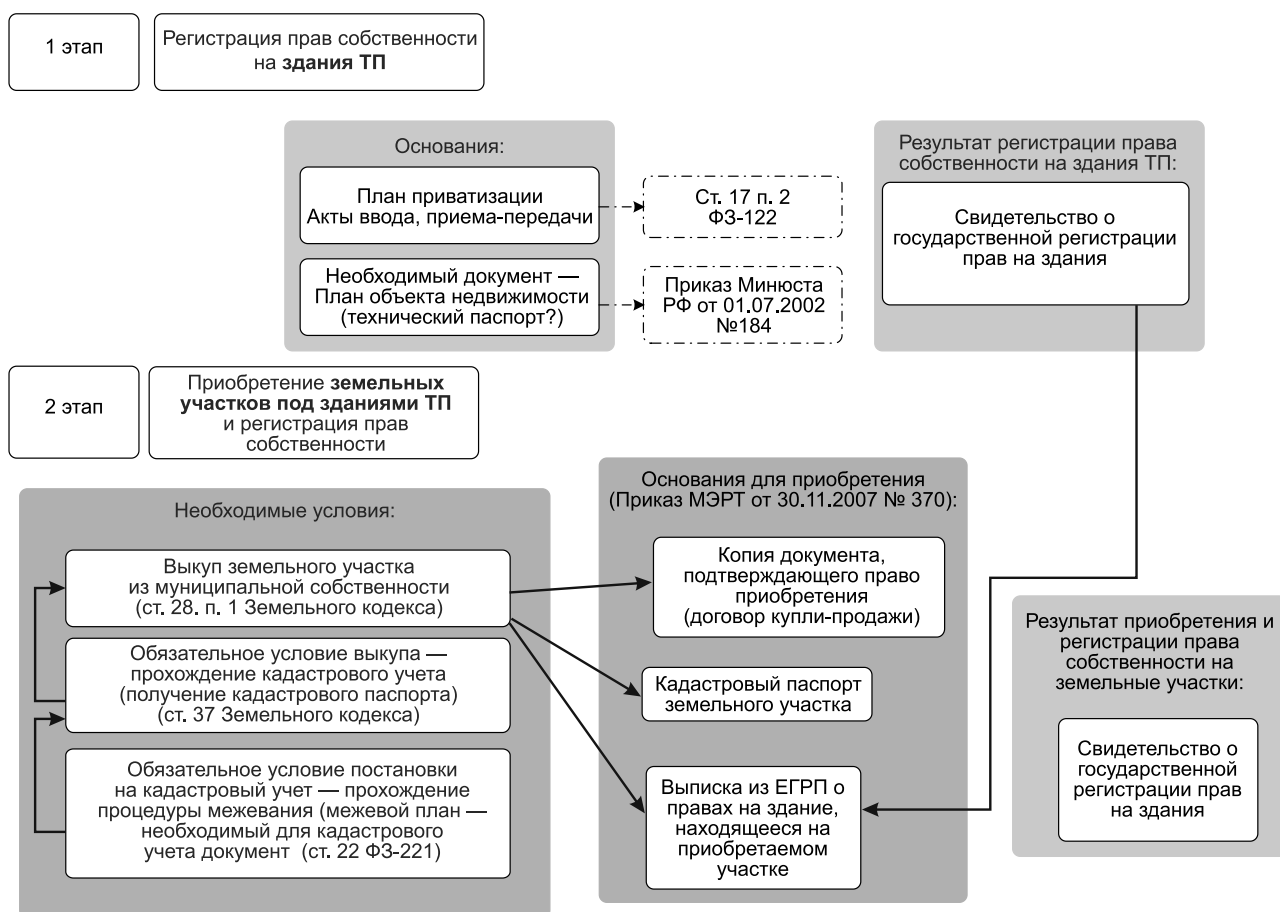 1 этап
Регистрация прав собственности
на здания ТП
Основания:
План приватизации
Акты ввода, приема-передачи
Ст. 17 п. 2
ФЗ-122
Необходимый документ —
План объекта недвижимости
(технический паспорт?)
Приказ Минюста
РФ от 01.07.2002
№184
Результат регистрации права
собственности на здания ТП:
Свидетельство о
государственной регистрации
прав на здания
2 этап
Приобретение земельных
участков под зданиями ТП
и регистрация прав
собственности
Необходимые условия:
Выкуп земельного участка
из муниципальной собственности
(ст. 28. п. 1 Земельного кодекса)
Обязательное условие выкупа —
прохождение кадастрового учета
(получение кадастрового паспорта)
(ст. 37 Земельного кодекса)
Обязательное условие постановки
на кадастровый учет — прохождение
процедуры межевания (межевой план —
необходимый для кадастрового
учета документ (ст. 22 ФЗ-221)
Основания для приобретения
(Приказ МЭРТ от 30.11.2007 № 370):
Копия документа,
подтверждающего право
приобретения
(договор купли-продажи)
Кадастровый паспорт
земельного участка
Выписка из ЕГРП о
правах на здание,
находящееся на
приобретаемом
участке
Результат приобретения и
регистрации права
собственности на
земельные участки:
Свидетельство о
государственной
регистрации прав
на здания